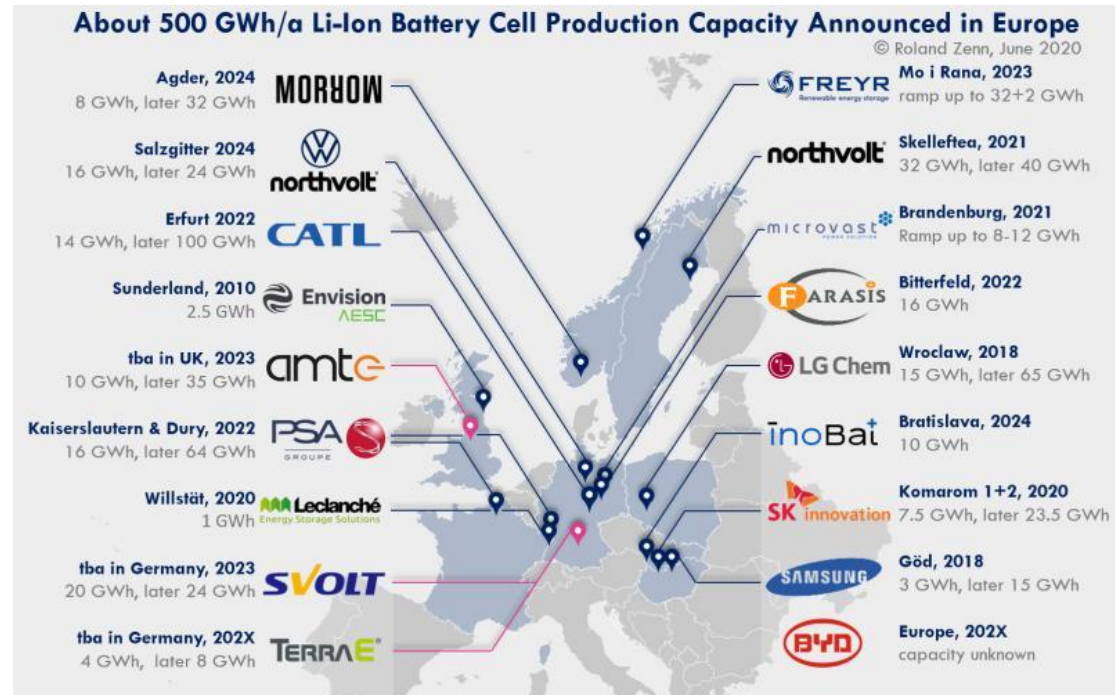 About 500 GWh/a Li-Ion Battery Cell Production Capacity Announced in Europe
© Roland Zenn, June 2020
Agder, 2024
8 GWh, later 32 GWh
MORROW
Salzgitter 2024
16 GWh, later 24 GWh
northvolt
Erfurt 2022
14 GWh, later 100 GWh
CATL
Sunderland, 2010
2.5 GWh
Envision
AESC
tba in UK, 2023
10 GWh, later 35 GWh
amte
Kaiserslautern & Dury, 2022
16 GWh, later 64 GWh
PSA
GROUPE
Willstät, 2020
1 GWh
Leclanché
Energy Storage Solutions
tba in Germany, 2023
20 GWh, later 24 GWh
SVOLT
tba in Germany, 202X
4 GWh, later 8 GWh
TERRAE
FREYR
Renewable energy storage
Mo i Rana, 2023
ramp up to 32+2 GWh
northvolt
Skelleftea, 2021
32 GWh, later 40 GWh
microvast
POWER SOLUTION
Brandenburg, 2021
Ramp up to 8-12 GWh
FARASIS
Bitterfeld, 2022
16 GWh
LG Chem
Wroclaw, 2018
15 GWh, later 65 GWh
InoBat
Bratislava, 2024
10 GWh
SK innovation
Komarom 1+2, 2020
7.5 GWh, later 23.5 GWh
SAMSUNG
Göd, 2018
3 GWh, later 15 GWh
BYD
Europe, 202X
capacity unknown